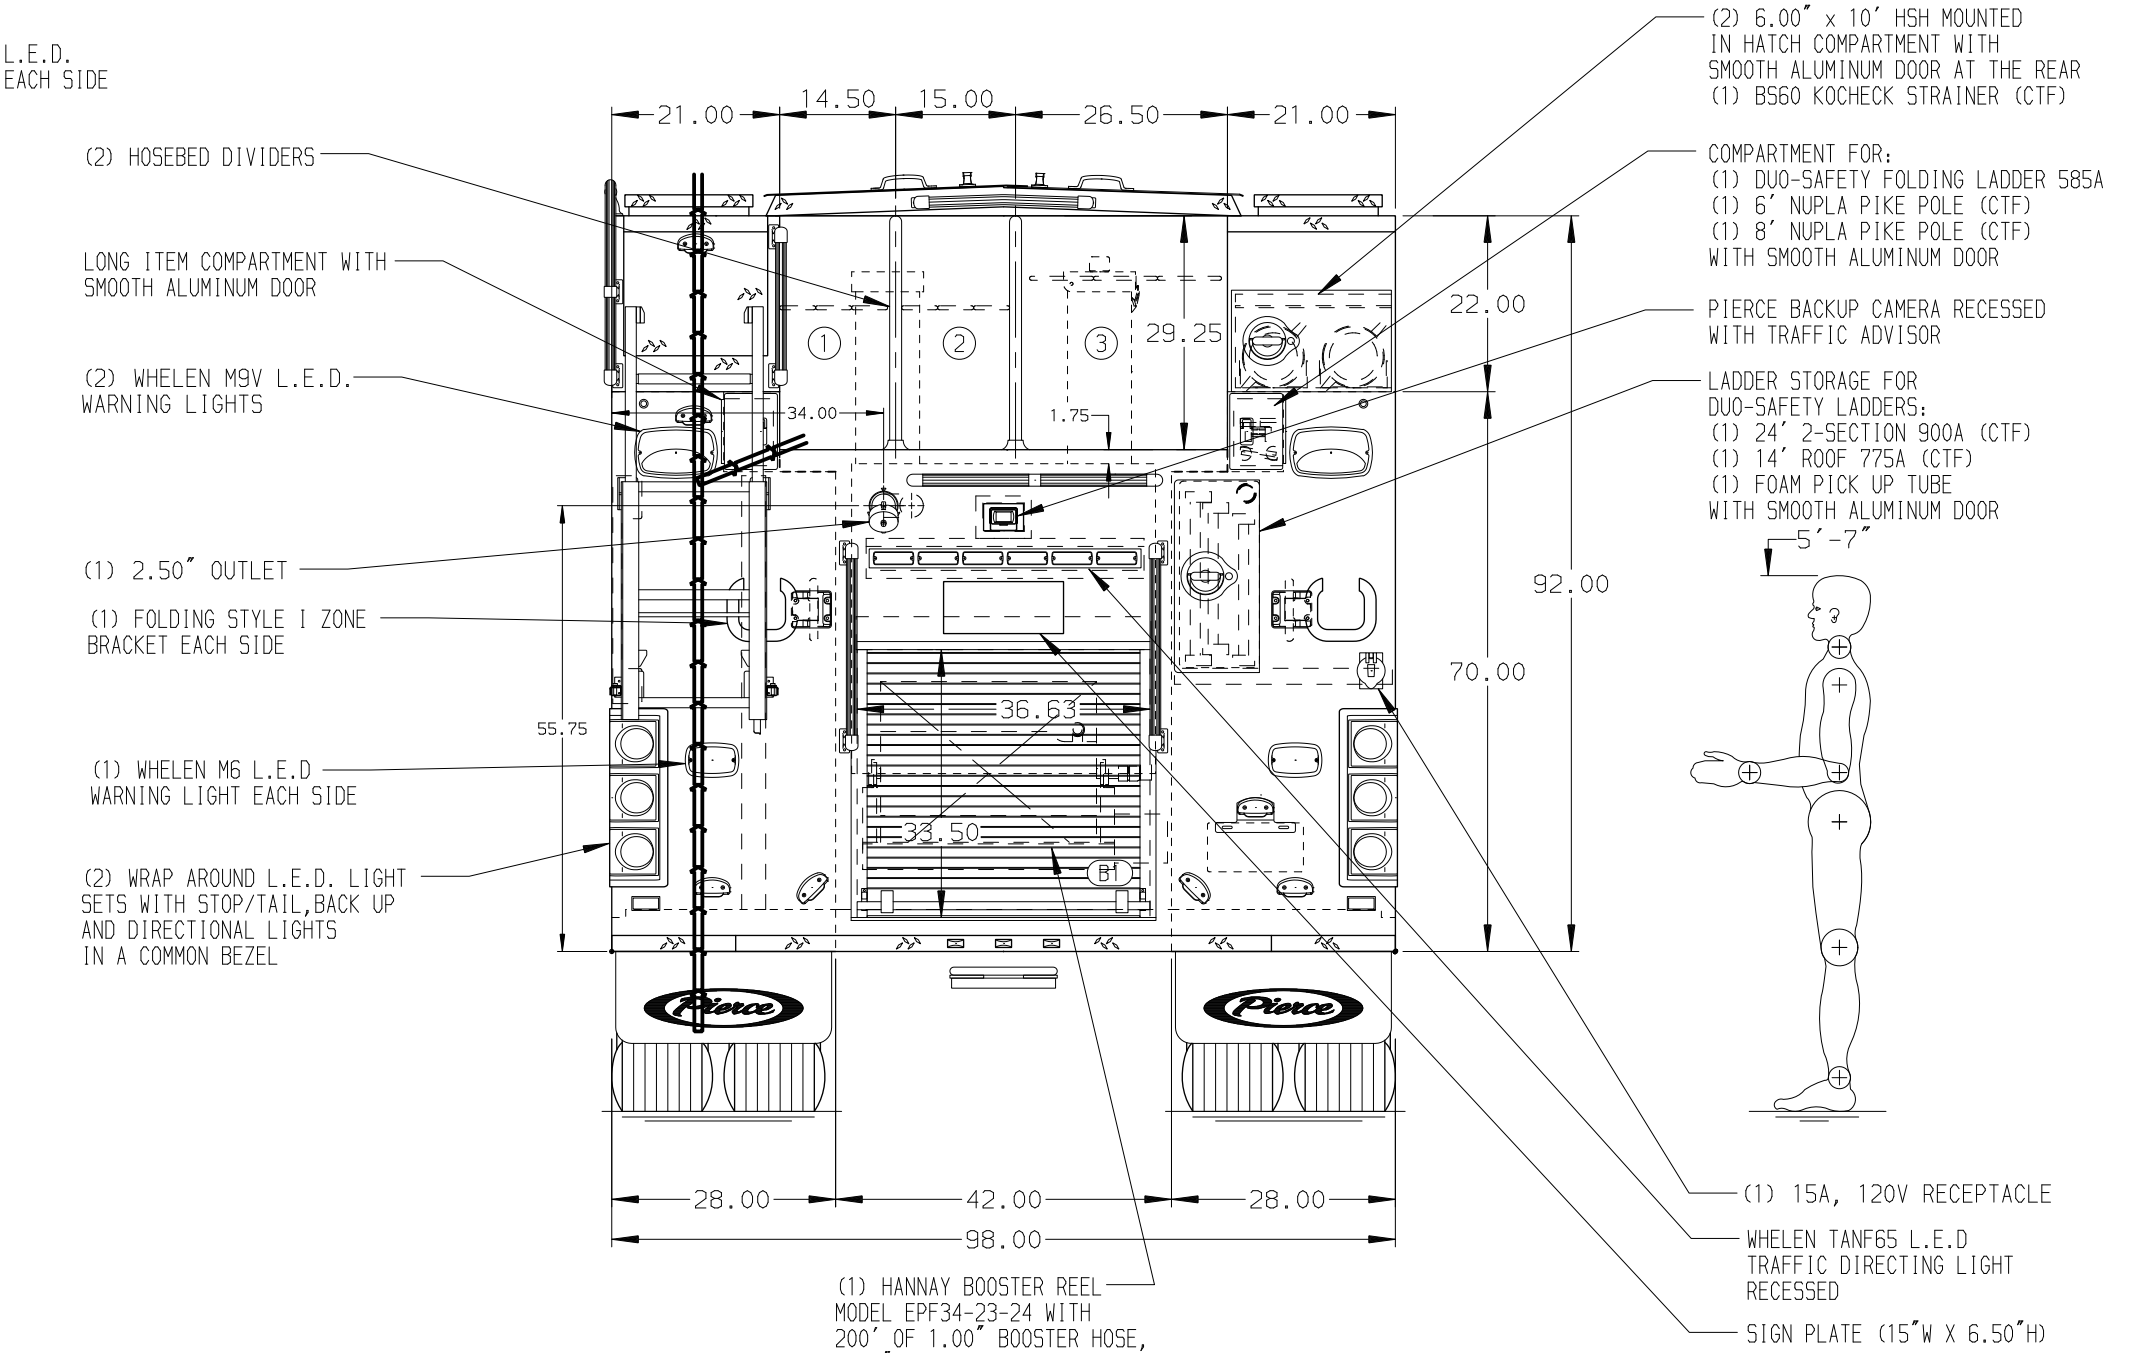 L.E.D.
EACH SIDE
(2) HOSEBED DIVIDERS
LONG ITEM COMPARTMENT WITH
SMOOTH ALUMINUM DOOR
(2) WHELEN M9V L.E.D.
WARNING LIGHTS
(1) 2.50" OUTLET
(1) FOLDING STYLE I ZONE
BRACKET EACH SIDE
(1) WHELEN M6 L.E.D
WARNING LIGHT EACH SIDE
(2) WRAP AROUND L.E.D. LIGHT
SETS WITH STOP/TAIL,BACK UP
AND DIRECTIONAL LIGHTS
IN A COMMON BEZEL
21.00
14.50
15.00
26.50
21.00
1
2
3
29.25
34.00
1.75
22.00
92.00
70.00
55.75
36.63
33.50
B1
Pierce
Pierce
28.00
42.00
28.00
98.00
(1) HANNAY BOOSTER REEL
MODEL EPF34-23-24 WITH
200' OF 1.00" BOOSTER HOSE,
(2) 6.00" x 10' HSH MOUNTED
IN HATCH COMPARTMENT WITH
SMOOTH ALUMINUM DOOR AT THE REAR
(1) BS60 KOCHECK STRAINER (CTF)
COMPARTMENT FOR:
(1) DUO-SAFETY FOLDING LADDER 585A
(1) 6' NUPLA PIKE POLE (CTF)
(1) 8' NUPLA PIKE POLE (CTF)
WITH SMOOTH ALUMINUM DOOR
PIERCE BACKUP CAMERA RECESSED
WITH TRAFFIC ADVISOR
LADDER STORAGE FOR
DUO-SAFETY LADDERS:
(1) 24' 2-SECTION 900A (CTF)
(1) 14' ROOF 775A (CTF)
(1) FOAM PICK UP TUBE
WITH SMOOTH ALUMINUM DOOR
5'-7"
(1) 15A, 120V RECEPTACLE
WHELEN TANF65 L.E.D
TRAFFIC DIRECTING LIGHT
RECESSED
SIGN PLATE (15"W X 6.50"H)